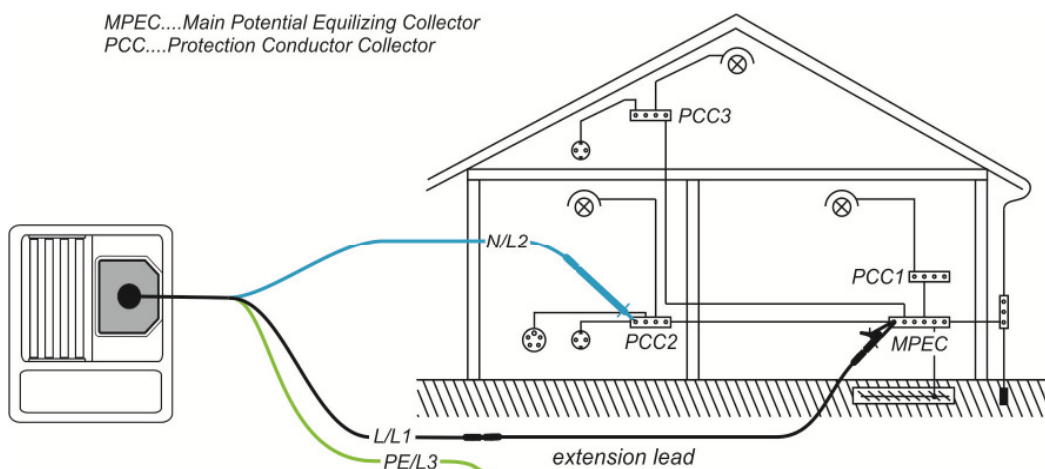 MPEC....Main Potential Equilizing Collector
PCC....Protection Conductor Collector
PCC3
N/L2
PCC1
PCC2
MPEC
L/L1
extension lead
PE/L3